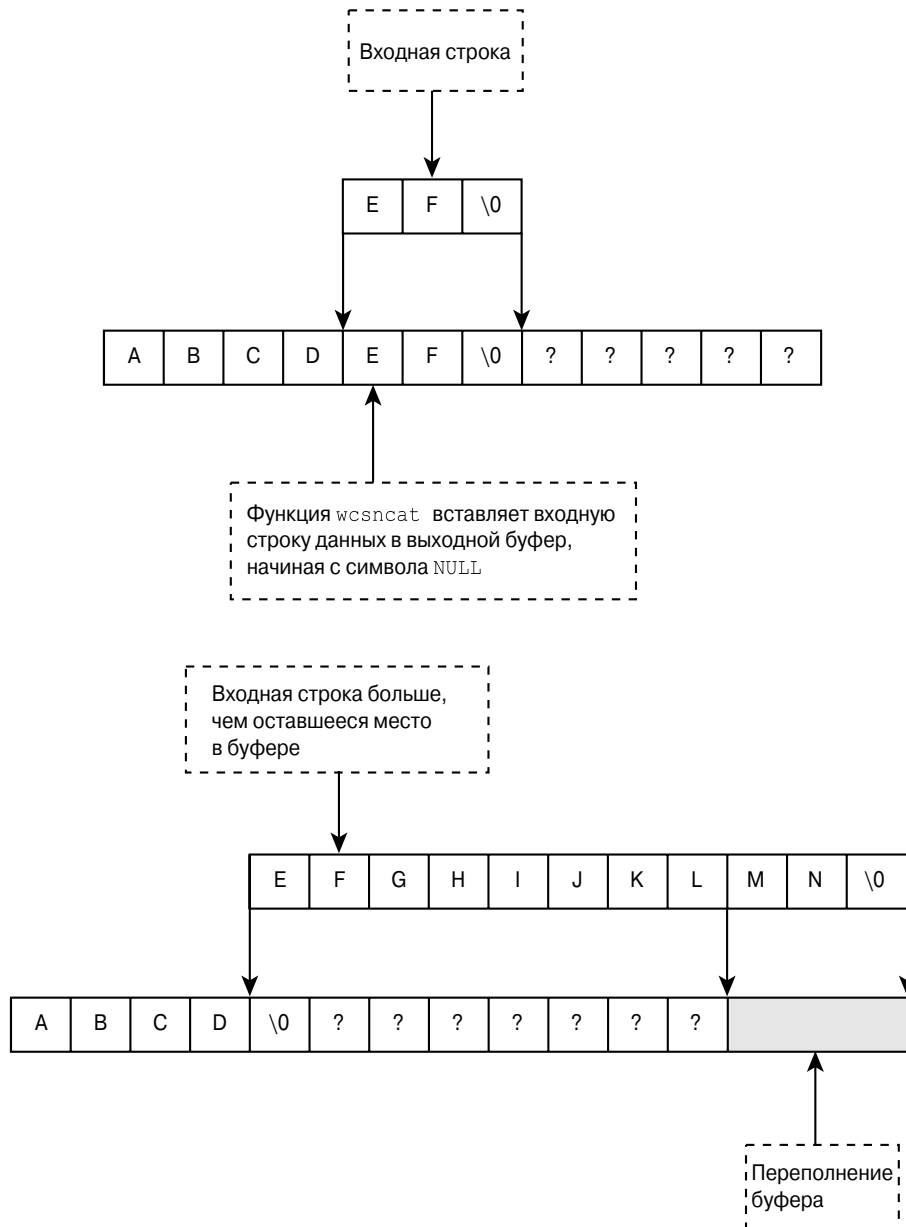 Входная строка
E F \0
A B C D E F \0 ? ? ? ? ?
Функция wcsncat вставляет входную
строку данных в выходной буфер,
начиная с символа NULL
Входная строка больше,
чем оставшееся место
в буфере
E F G H I J K L M N \0
A B C D \0 ? ? ? ? ? ? ?
Переполнение
буфера